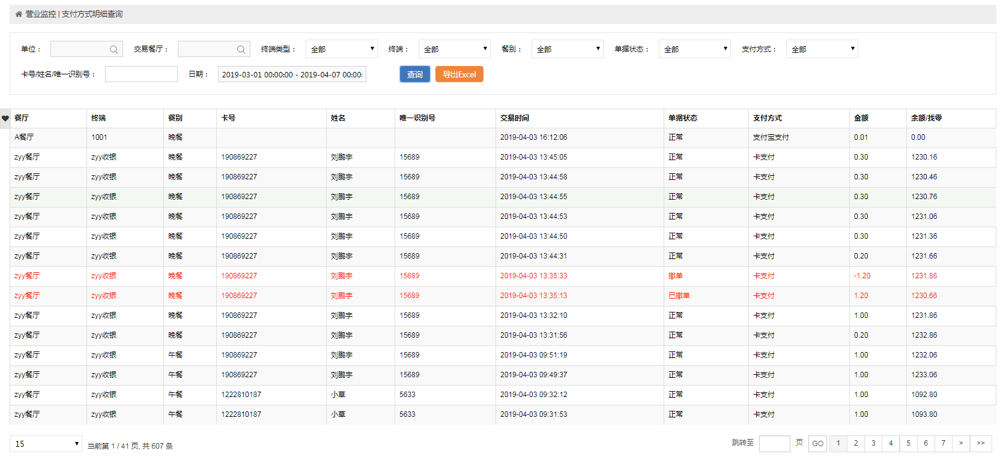 营业监控 | 支付方式明细查询
单位： 交易餐厅： 终端类型： 全部 终端： 全部 餐别： 全部 单据状态： 全部 支付方式： 全部
卡号/姓名/唯一识别号： 日期： 2019-03-01 00:00:00 - 2019-04-07 00:00: 查询 导出Excel
餐厅 终端 餐别 卡号 姓名 唯一识别号 交易时间 单据状态 支付方式 金额 余额/找零
A餐厅 1001 晚餐 2019-04-03 16:12:06 正常 支付宝支付 0.01 0.00
zyy餐厅 zyy收银 晚餐 190869227 刘鹏宇 15689 2019-04-03 13:45:05 正常 卡支付 0.30 1230.16
zyy餐厅 zyy收银 晚餐 190869227 刘鹏宇 15689 2019-04-03 13:44:58 正常 卡支付 0.30 1230.46
zyy餐厅 zyy收银 晚餐 190869227 刘鹏宇 15689 2019-04-03 13:44:55 正常 卡支付 0.30 1230.76
zyy餐厅 zyy收银 晚餐 190869227 刘鹏宇 15689 2019-04-03 13:44:53 正常 卡支付 0.30 1231.06
zyy餐厅 zyy收银 晚餐 190869227 刘鹏宇 15689 2019-04-03 13:44:50 正常 卡支付 0.30 1231.36
zyy餐厅 zyy收银 晚餐 190869227 刘鹏宇 15689 2019-04-03 13:44:31 正常 卡支付 0.20 1231.66
zyy餐厅 zyy收银 晚餐 190869227 刘鹏宇 15689 2019-04-03 13:35:33 撤单 卡支付 -1.20 1231.86
zyy餐厅 zyy收银 晚餐 190869227 刘鹏宇 15689 2019-04-03 13:35:13 已撤单 卡支付 1.20 1230.66
zyy餐厅 zyy收银 晚餐 190869227 刘鹏宇 15689 2019-04-03 13:32:10 正常 卡支付 1.00 1231.86
zyy餐厅 zyy收银 晚餐 190869227 刘鹏宇 15689 2019-04-03 13:31:56 正常 卡支付 0.20 1232.86
zyy餐厅 zyy收银 午餐 190869227 刘鹏宇 15689 2019-04-03 09:51:19 正常 卡支付 1.00 1232.06
zyy餐厅 zyy收银 午餐 190869227 刘鹏宇 15689 2019-04-03 09:49:37 正常 卡支付 1.00 1233.06
zyy餐厅 zyy收银 午餐 1222810187 小草 5633 2019-04-03 09:32:12 正常 卡支付 1.00 1092.80
zyy餐厅 zyy收银 午餐 1222810187 小草 5633 2019-04-03 09:31:53 正常 卡支付 1.00 1093.80
15 当前第 1 / 41 页, 共 607 条 跳转至 页 GO 1 2 3 4 5 6 7 > >>